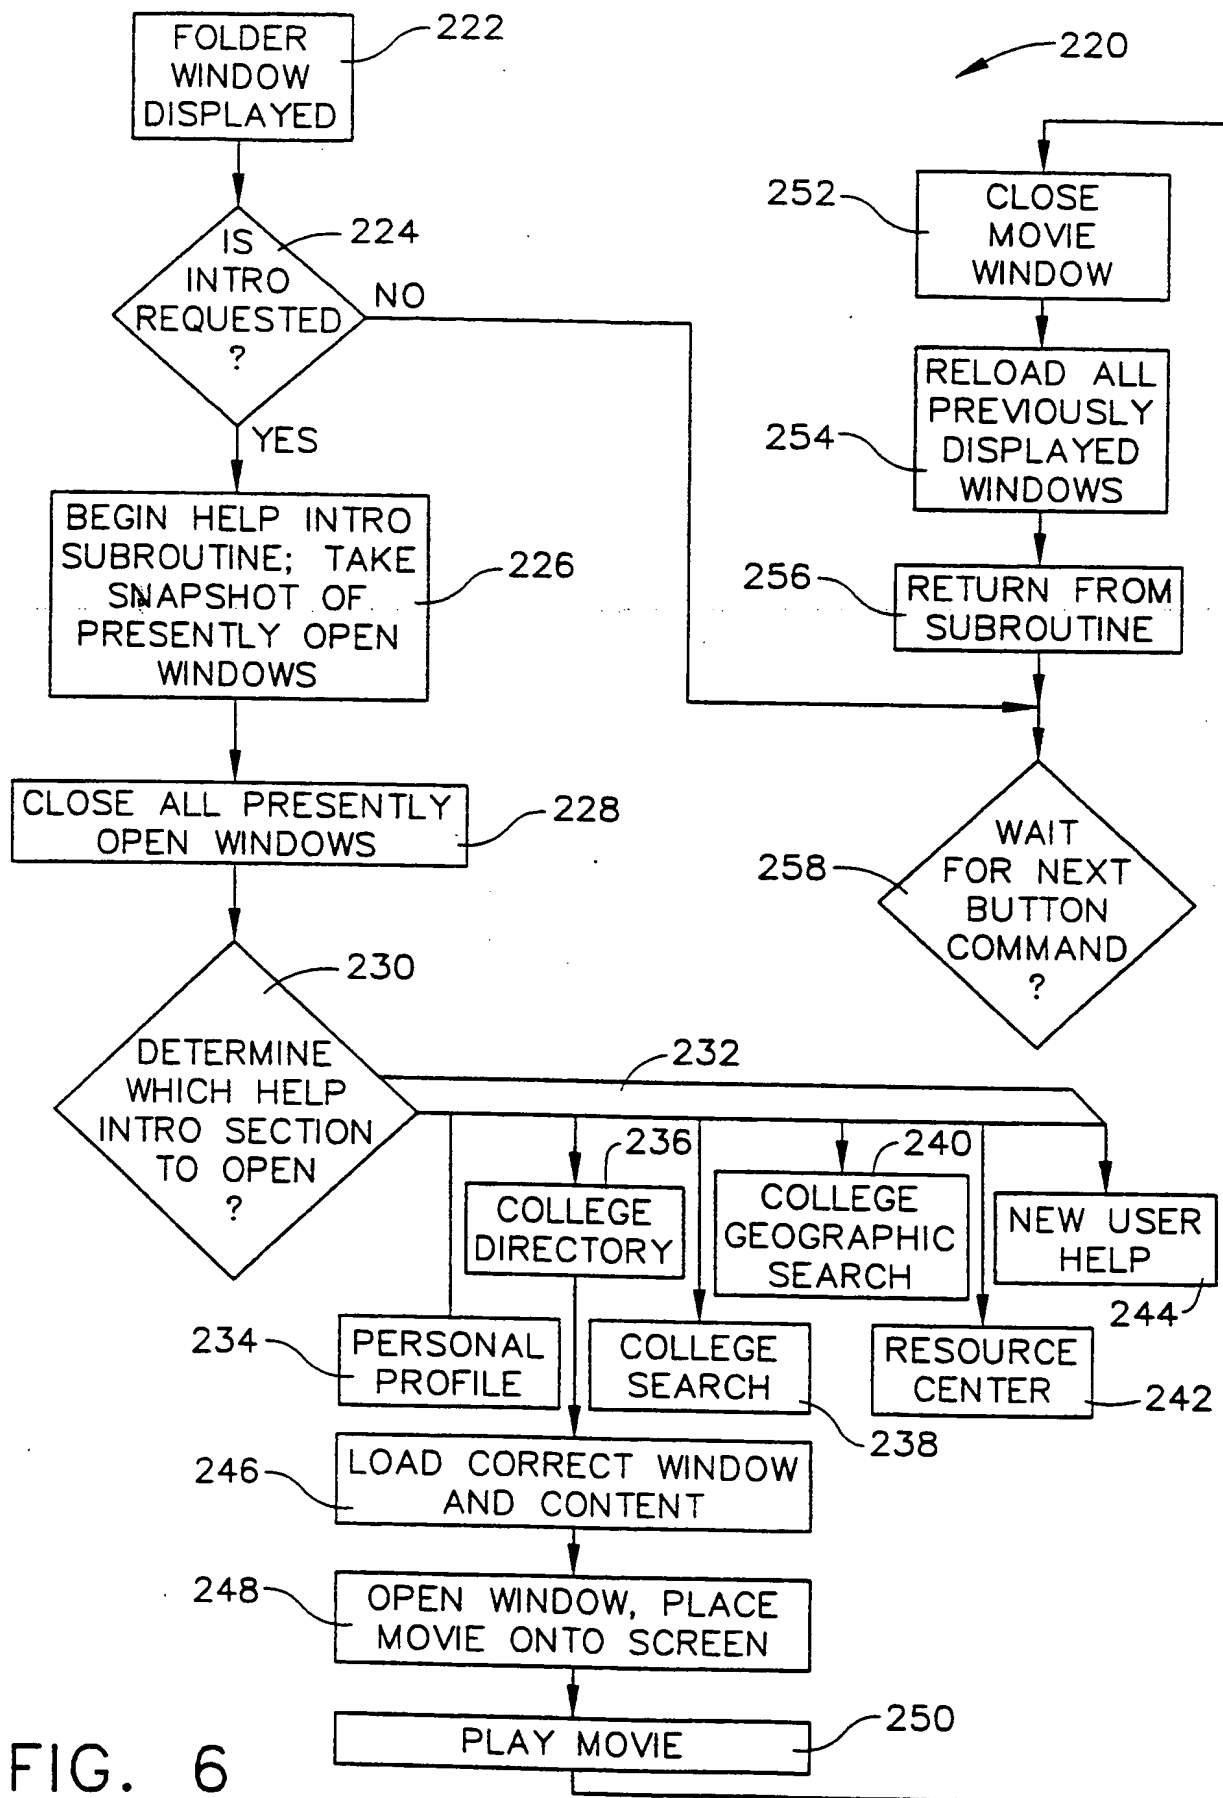 FOLDER
WINDOW
DISPLAYED
222
220
IS
INTRO
REQUESTED
?
224
NO
YES
BEGIN HELP INTRO
SUBROUTINE; TAKE
SNAPSHOT OF
PRESENTLY OPEN
WINDOWS
226
CLOSE ALL PRESENTLY
OPEN WINDOWS
228
230
DETERMINE
WHICH HELP
INTRO SECTION
TO OPEN
?
232
234
PERSONAL
PROFILE
236
COLLEGE
DIRECTORY
COLLEGE
SEARCH
238
240
COLLEGE
GEOGRAPHIC
SEARCH
RESOURCE
CENTER
242
NEW USER
HELP
244
246
LOAD CORRECT WINDOW
AND CONTENT
248
OPEN WINDOW, PLACE
MOVIE ONTO SCREEN
PLAY MOVIE
250
252
CLOSE
MOVIE
WINDOW
254
RELOAD ALL
PREVIOUSLY
DISPLAYED
WINDOWS
256
RETURN FROM
SUBROUTINE
258
WAIT
FOR NEXT
BUTTON
COMMAND
?
FIG. 6